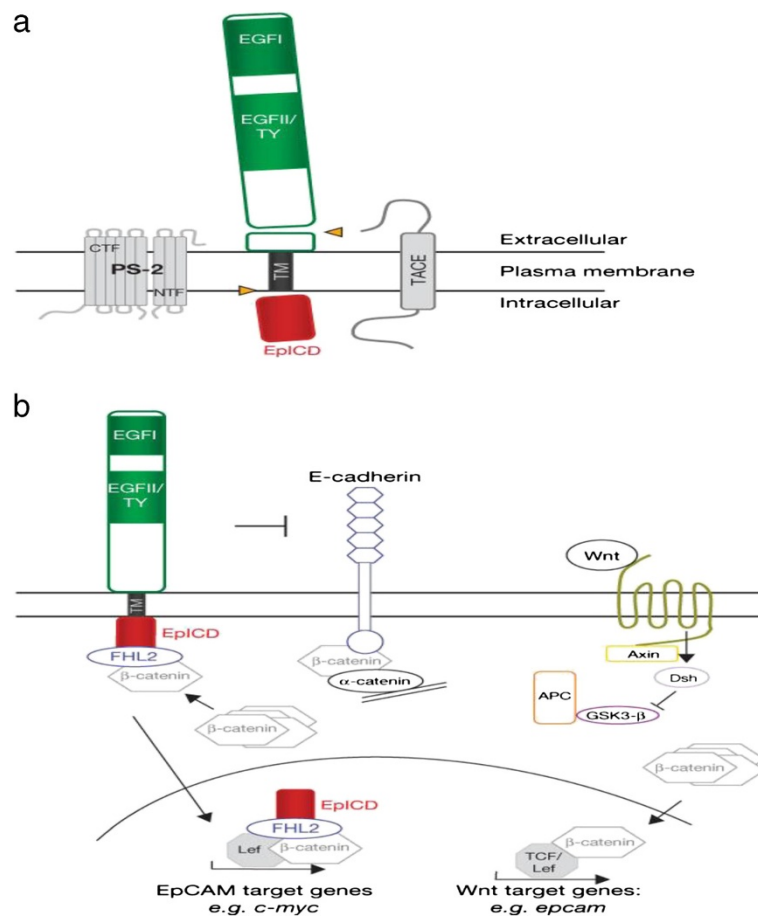 a
EGFI
EGFII/
TY
CTF
PS-2
NTF
TM
TACE
Extracellular
Plasma membrane
Intracellular
EpICD
b
EGFI
EGFII/
TY
TM
EpICD
FHL2
β-catenin
β-catenin
E-cadherin
β-catenin
α-catenin
Wnt
Axin
Dsh
APC
GSK3-β
β-catenin
EpICD
FHL2
Lef
β-catenin
EpCAM target genes
e.g. c-myc
β-catenin
TCF/
Lef
Wnt target genes:
e.g. epcam